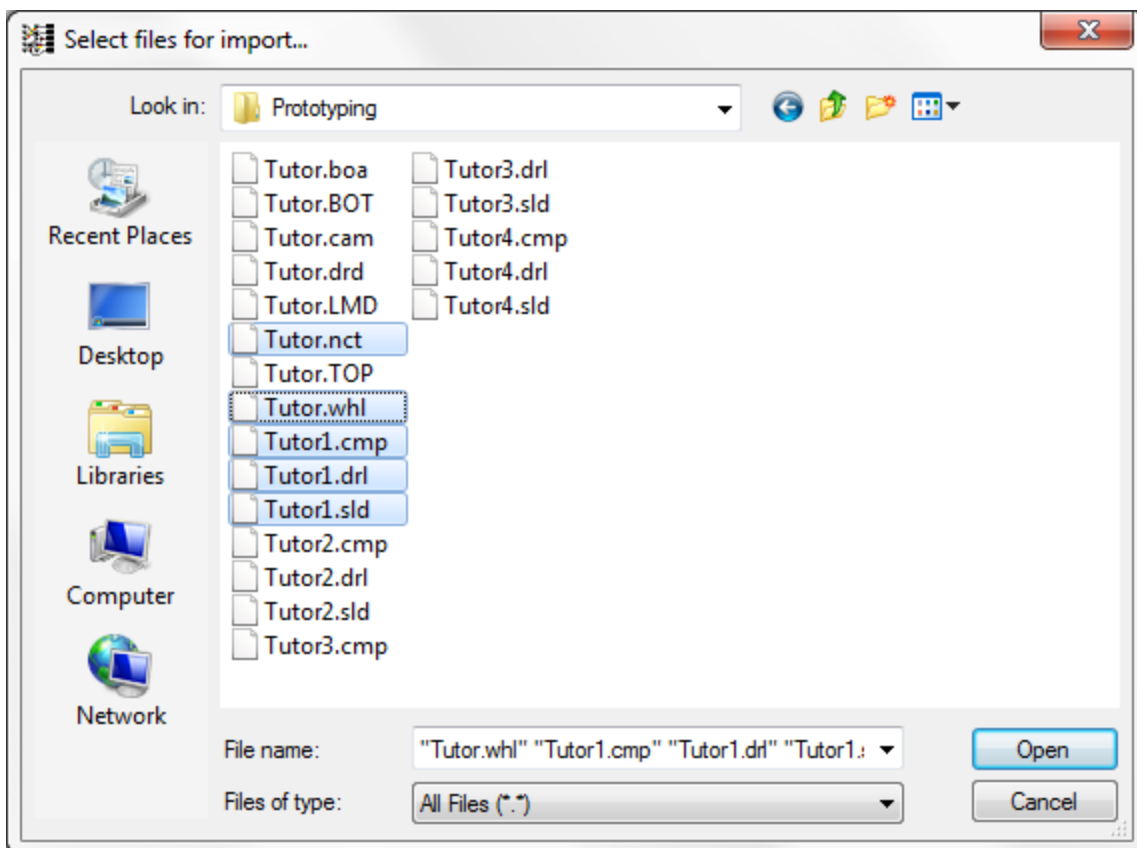 Select files for import...
Look in: Prototyping
Recent Places
Desktop
Libraries
Computer
Network
Tutor.boa
Tutor.BOT
Tutor.cam
Tutor.drd
Tutor.LMD
Tutor.nct
Tutor.TOP
Tutor.whl
Tutor1.cmp
Tutor1.drl
Tutor1.sld
Tutor2.cmp
Tutor2.drl
Tutor2.sld
Tutor3.cmp
Tutor3.drl
Tutor3.sld
Tutor4.cmp
Tutor4.drl
Tutor4.sld
File name: "Tutor.whl" "Tutor1.cmp" "Tutor1.drl" "Tutor1.s
Open
Files of type: All Files (*.*)
Cancel